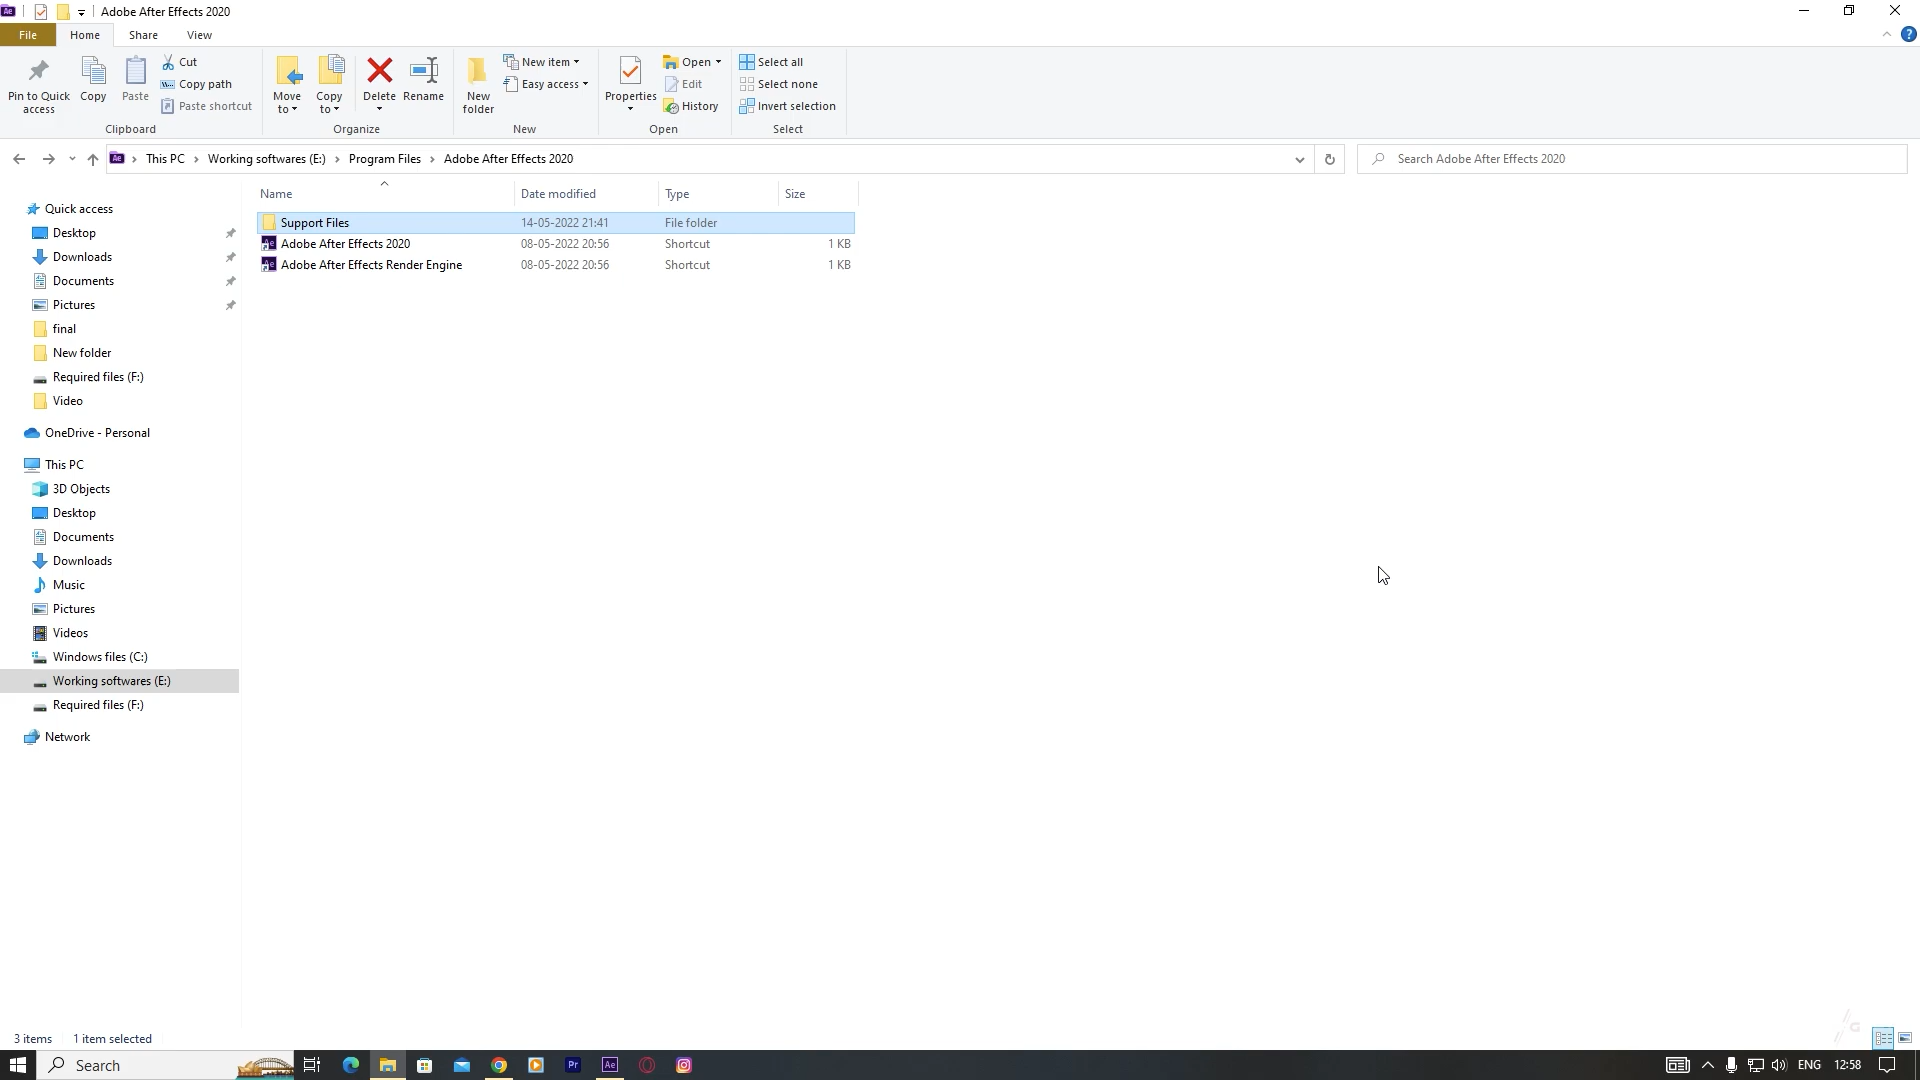 Adobe After Effects 2020
File Home Share View
Pin to Quick access
Copy
Paste
Cut
Copy path
Paste shortcut
Clipboard
Move to
Copy to
Delete
Rename
Organize
New folder
New item
Easy access
New
Properties
Open
Edit
History
Open
Select all
Select none
Invert selection
Select
This PC Working softwares (E:) Program Files Adobe After Effects 2020
Search Adobe After Effects 2020
Name Date modified Type Size
Support Files 14-05-2022 21:41 File folder
Adobe After Effects 2020 08-05-2022 20:56 Shortcut 1 KB
Adobe After Effects Render Engine 08-05-2022 20:56 Shortcut 1 KB
Quick access
Desktop
Downloads
Documents
Pictures
final
New folder
Required files (F:)
Video
OneDrive - Personal
This PC
3D Objects
Desktop
Documents
Downloads
Music
Pictures
Videos
Windows files (C:)
Working softwares (E:)
Required files (F:)
Network
3 items 1 item selected
Search
Pr
Ae
ENG 12:58